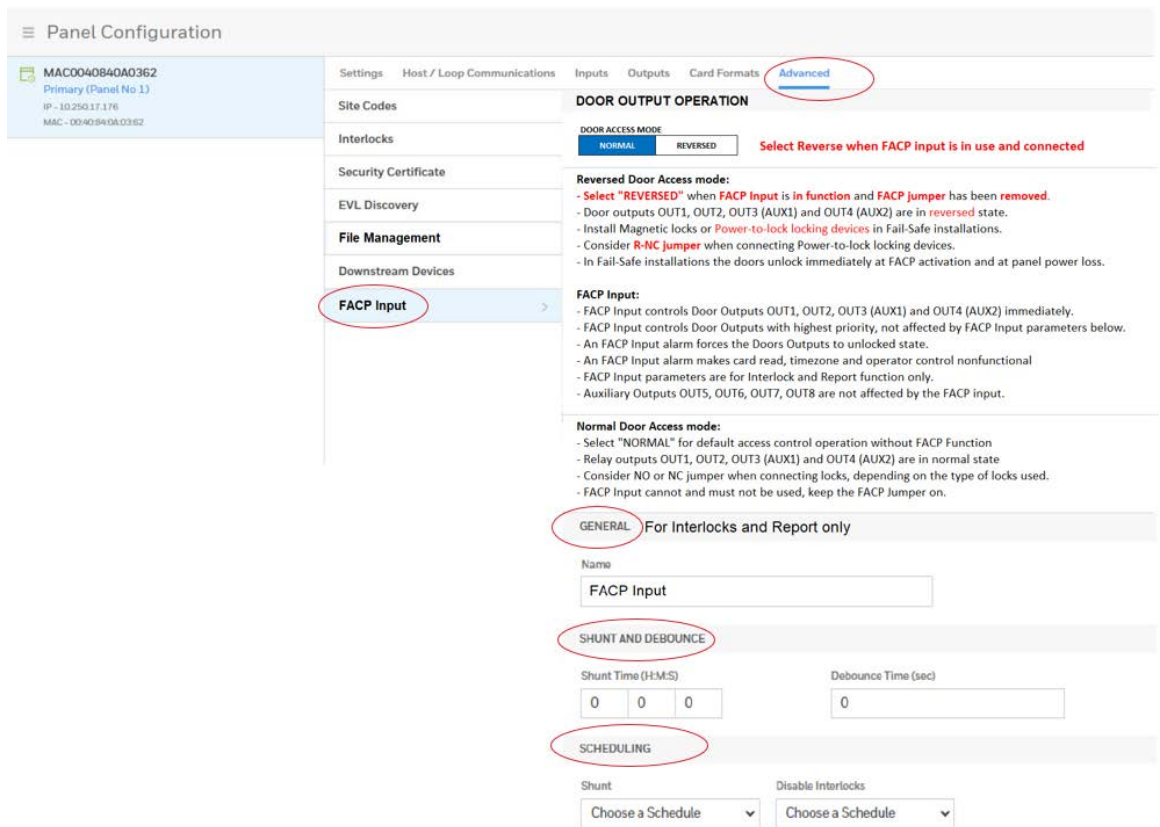 Panel Configuration
MAC0040840A0362
Primary (Panel No 1)
IP - 10.250.17.176
MAC - 00:40:84:0A:03:62
Settings Host / Loop Communications Inputs Outputs Card Formats Advanced
Site Codes
Interlocks
Security Certificate
EVL Discovery
File Management
Downstream Devices
FACP Input
DOOR OUTPUT OPERATION
DOOR ACCESS MODE
NORMAL REVERSED Select Reverse when FACP input is in use and connected
Reversed Door Access mode:
- Select "REVERSED" when FACP Input is in function and FACP jumper has been removed.
- Door outputs OUT1, OUT2, OUT3 (AUX1) and OUT4 (AUX2) are in reversed state.
- Install Magnetic locks or Power-to-lock locking devices in Fail-Safe installations.
- Consider R-NC jumper when connecting Power-to-lock locking devices.
- In Fail-Safe installations the doors unlock immediately at FACP activation and at panel power loss.
FACP Input:
- FACP Input controls Door Outputs OUT1, OUT2, OUT3 (AUX1) and OUT4 (AUX2) immediately.
- FACP Input controls Door Outputs with highest priority, not affected by FACP Input parameters below.
- An FACP Input alarm forces the Doors Outputs to unlocked state.
- An FACP Input alarm makes card read, timezone and operator control nonfunctional
- FACP Input parameters are for Interlock and Report function only.
- Auxiliary Outputs OUT5, OUT6, OUT7, OUT8 are not affected by the FACP input.
Normal Door Access mode:
- Select "NORMAL" for default access control operation without FACP Function
- Relay outputs OUT1, OUT2, OUT3 (AUX1) and OUT4 (AUX2) are in normal state
- Consider NO or NC jumper when connecting locks, depending on the type of locks used.
- FACP Input cannot and must not be used, keep the FACP Jumper on.
GENERAL For Interlocks and Report only
Name
FACP Input
SHUNT AND DEBOUNCE
Shunt Time (H:M:S) Debounce Time (sec)
0 0 0 0
SCHEDULING
Shunt Disable Interlocks
Choose a Schedule Choose a Schedule